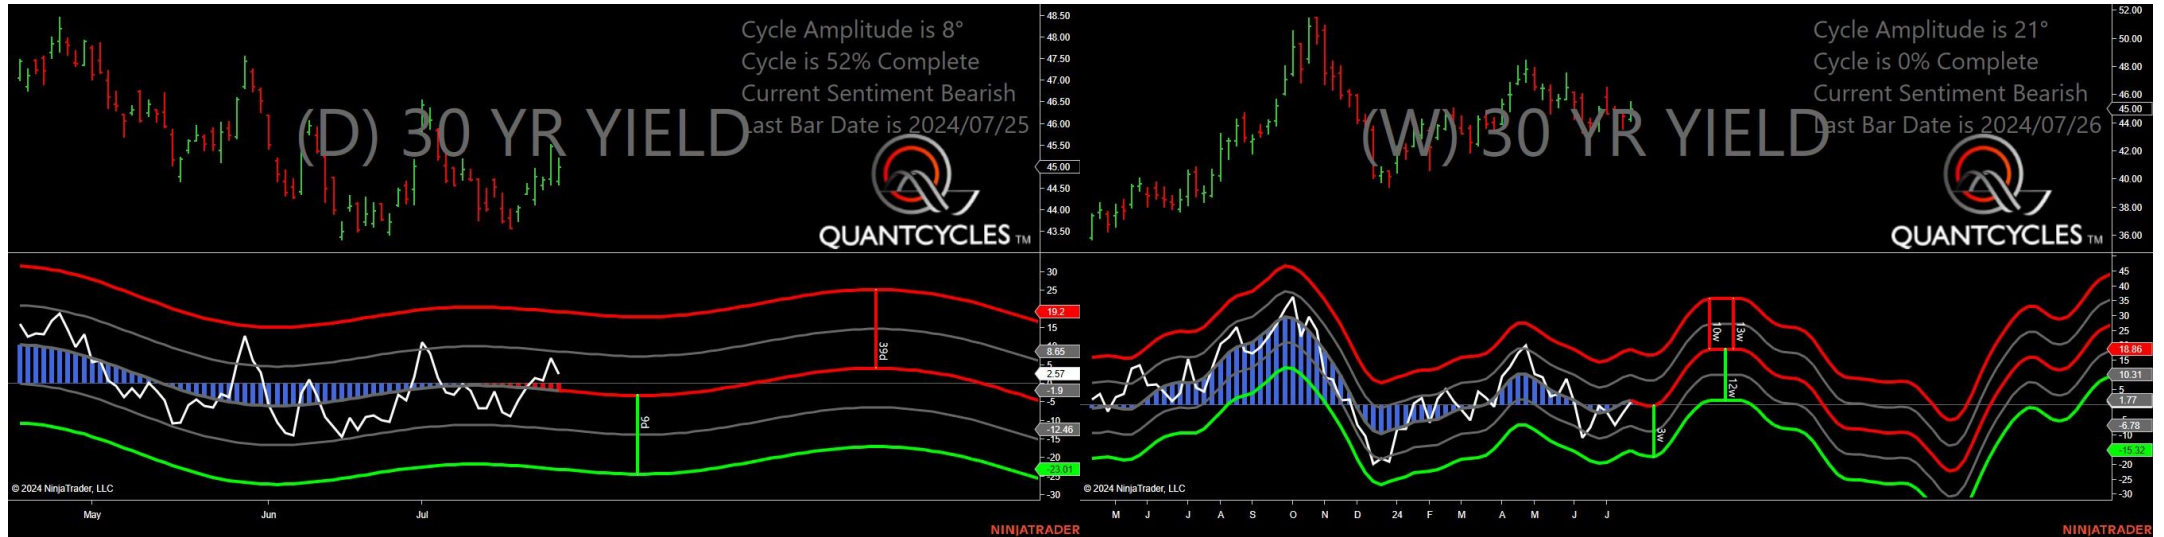 Cycle Amplitude is 8°
Cycle is 52% Complete
Current Sentiment Bearish
Last Bar Date is 2024/07/25
(D) 30 YR YIELD
QUANTCYCLES TM
48.50
48.00
47.50
47.00
46.50
46.00
45.50
45.00
44.50
44.00
43.50
30
25
19.2
15
8.65
2.57
-1.9
-5
-12.46
-15
-20
-23.01
-25
-30
39d
9d
© 2024 NinjaTrader, LLC
May Jun Jul
NINJATRADER
Cycle Amplitude is 21°
Cycle is 0% Complete
Current Sentiment Bearish
Last Bar Date is 2024/07/26
(W) 30 YR YIELD
QUANTCYCLES TM
52.00
50.00
48.00
46.00
45.00
44.00
42.00
40.00
38.00
36.00
45
40
35
30
25
18.86
15
10.31
5
1.77
-6.78
-10
-15.32
-20
-25
-30
10w
13w
12w
3w
© 2024 NinjaTrader, LLC
M J J A S O N D 24 F M A M J J
NINJATRADER